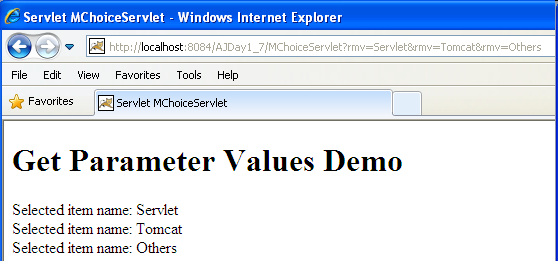 Servlet MChoiceServlet - Windows Internet Explorer
http://localhost:8084/AJDay1_7/MChoiceServlet?rmv=Servlet&rmv=Tomcat&rmv=Others
File Edit View Favorites Tools Help
Favorites Servlet MChoiceServlet
Get Parameter Values Demo
Selected item name: Servlet
Selected item name: Tomcat
Selected item name: Others